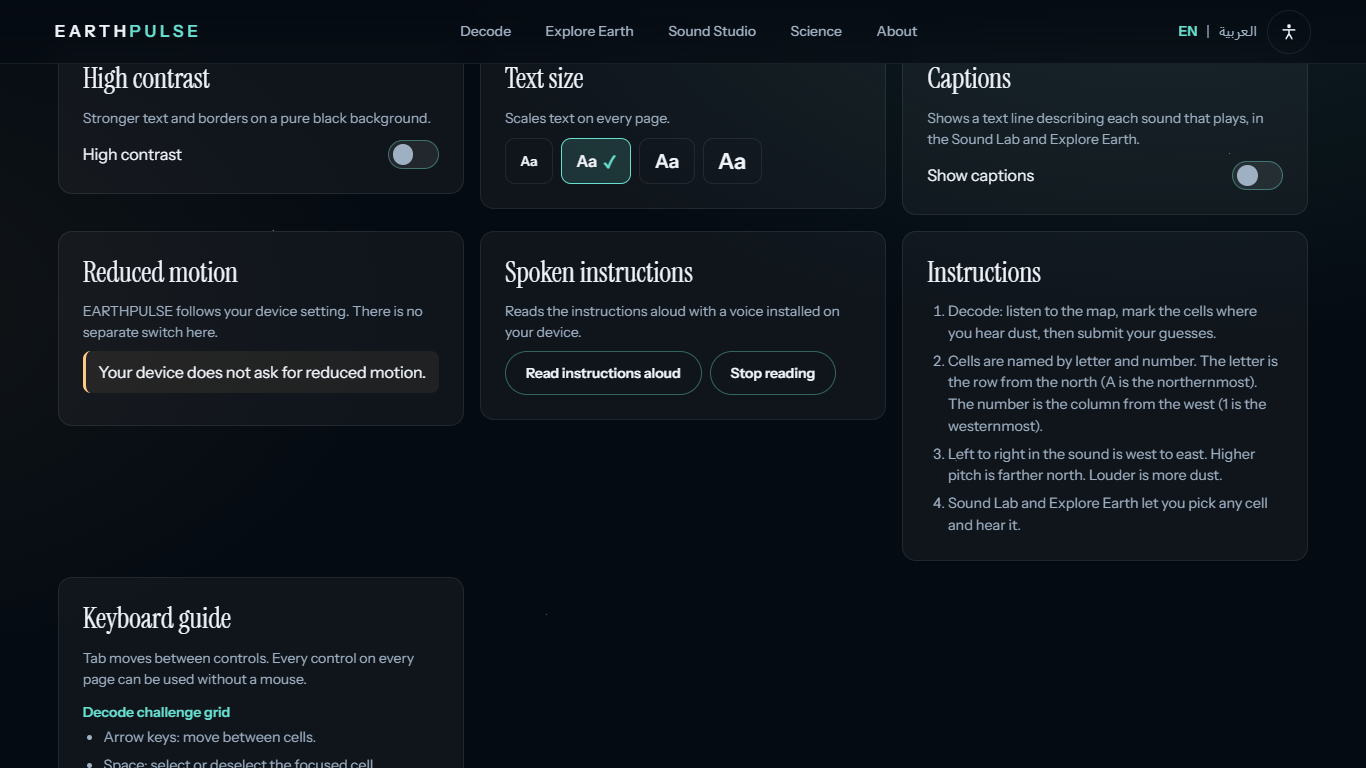 EARTHPULSE
Decode
Explore Earth
Sound Studio
Science
About
EN | العربية
High contrast
Stronger text and borders on a pure black background.
High contrast
Text size
Scales text on every page.
Aa
Aa ✓
Aa
Aa
Captions
Shows a text line describing each sound that plays, in
the Sound Lab and Explore Earth.
Show captions
Reduced motion
EARTHPULSE follows your device setting. There is no
separate switch here.
Your device does not ask for reduced motion.
Spoken instructions
Reads the instructions aloud with a voice installed on
your device.
Read instructions aloud
Stop reading
Instructions
1. Decode: listen to the map, mark the cells where
you hear dust, then submit your guesses.
2. Cells are named by letter and number. The letter is
the row from the north (A is the northernmost).
The number is the column from the west (1 is the
westernmost).
3. Left to right in the sound is west to east. Higher
pitch is farther north. Louder is more dust.
4. Sound Lab and Explore Earth let you pick any cell
and hear it.
Keyboard guide
Tab moves between controls. Every control on every
page can be used without a mouse.
Decode challenge grid
• Arrow keys: move between cells.
• Space: select or deselect the focused cell